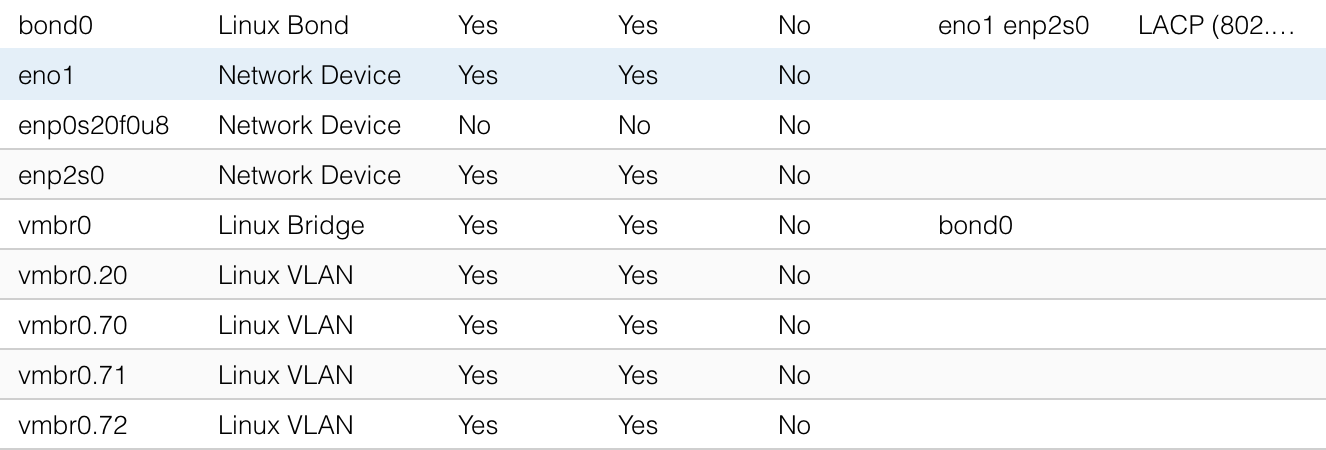 bond0 Linux Bond Yes Yes No eno1 enp2s0 LACP (802....
eno1 Network Device Yes Yes No
enp0s20f0u8 Network Device No No No
enp2s0 Network Device Yes Yes No
vmbr0 Linux Bridge Yes Yes No bond0
vmbr0.20 Linux VLAN Yes Yes No
vmbr0.70 Linux VLAN Yes Yes No
vmbr0.71 Linux VLAN Yes Yes No
vmbr0.72 Linux VLAN Yes Yes No